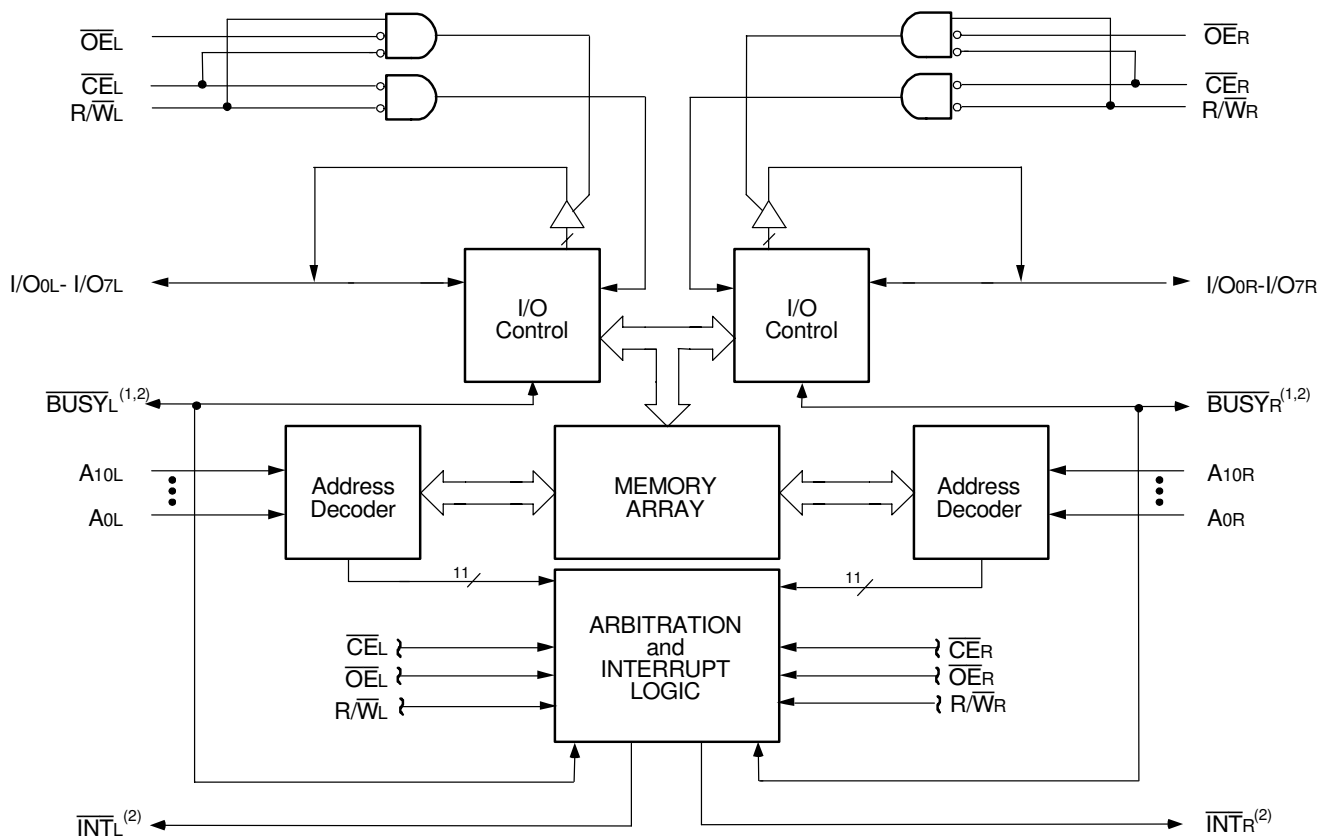 OEL
OER
CEL
CER
R/WL
R/WR
I/O0L- I/O7L
I/O
Control
I/O
Control
I/O0R-I/O7R
BUSYL(1,2)
BUSYR(1,2)
A10L
A0L
Address
Decoder
MEMORY
ARRAY
Address
Decoder
A10R
A0R
11
11
ARBITRATION
and
INTERRUPT
LOGIC
CEL
OEL
R/WL
CER
OER
R/WR
INTL(2)
INTR(2)